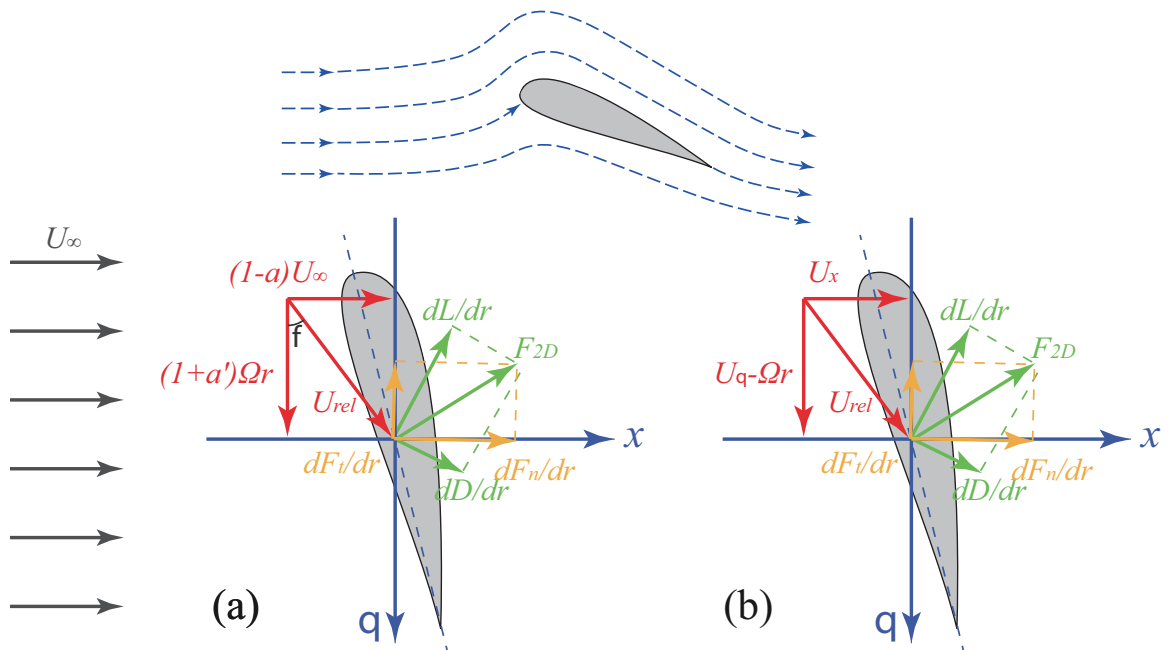 U∞
(1-a)U∞
f
(1+a')Ωr
Urel
dL/dr
F2D
x
dFt/dr
dFn/dr
dD/dr
(a)
q
Ux
Uq-Ωr
Urel
dL/dr
F2D
x
dFt/dr
dFn/dr
dD/dr
(b)
q